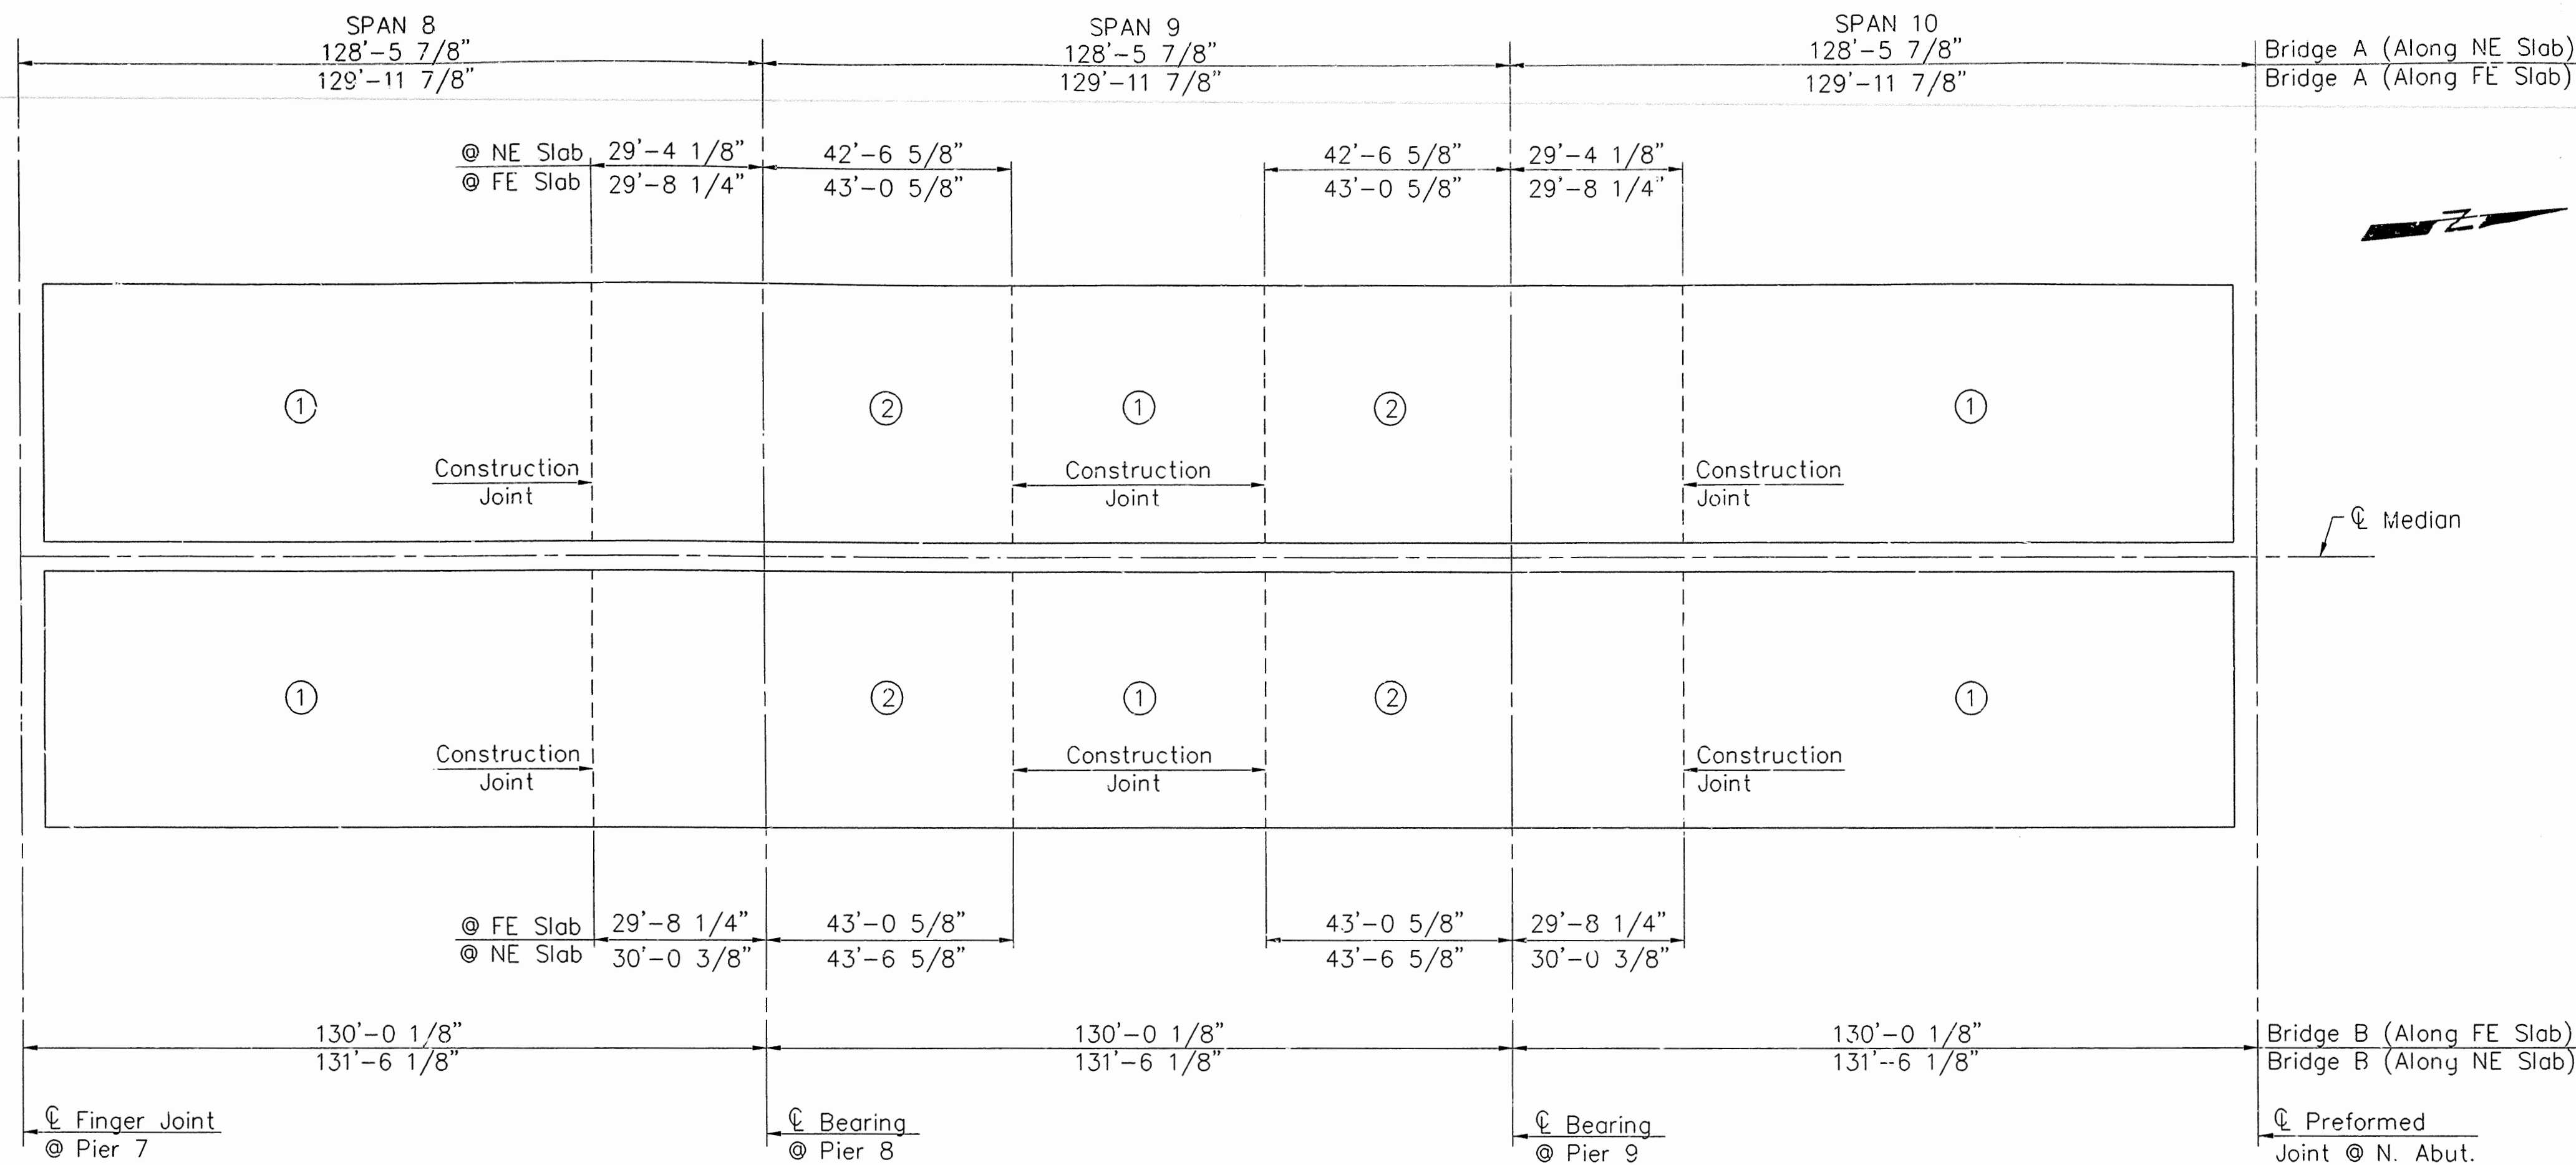 SPAN 8
128'-5 7/8"
129'-11 7/8"
SPAN 9
128'-5 7/8"
129'-11 7/8"
SPAN 10
128'-5 7/8"
129'-11 7/8"
Bridge A (Along NE Slab)
Bridge A (Along FE Slab)
@ NE Slab 29'-4 1/8" 42'-6 5/8" 42'-6 5/8" 29'-4 1/8"
@ FE Slab 29'-8 1/4" 43'-0 5/8" 43'-0 5/8" 29'-8 1/4"
N
1 2 1 2 1
Construction
Joint
Construction
Joint
Construction
Joint
℄ Median
1 2 1 2 1
Construction
Joint
Construction
Joint
Construction
Joint
@ FE Slab 29'-8 1/4" 43'-0 5/8" 43'-0 5/8" 29'-8 1/4"
@ NE Slab 30'-0 3/8" 43'-6 5/8" 43'-6 5/8" 30'-0 3/8"
130'-0 1/8" 130'-0 1/8" 130'-0 1/8" Bridge B (Along FE Slab)
131'-6 1/8" 131'-6 1/8" 131'-6 1/8" Bridge B (Along NE Slab)
℄ Finger Joint
@ Pier 7
℄ Bearing
@ Pier 8
℄ Bearing
@ Pier 9
℄ Preformed
Joint @ N. Abut.